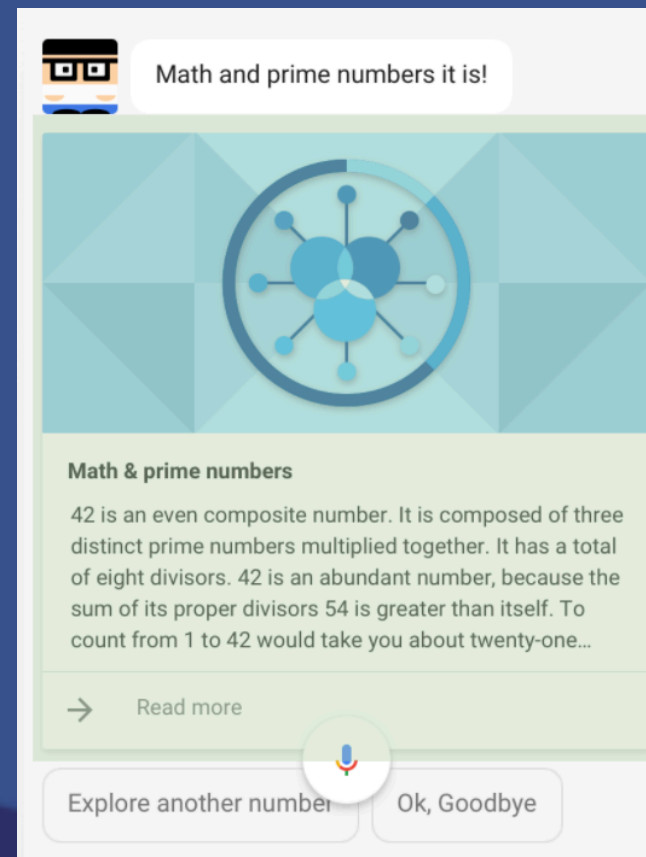 Math and prime numbers it is!
Math & prime numbers
42 is an even composite number. It is composed of three
distinct prime numbers multiplied together. It has a total
of eight divisors. 42 is an abundant number, because the
sum of its proper divisors 54 is greater than itself. To
count from 1 to 42 would take you about twenty-one…
Read more
Explore another number
Ok, Goodbye